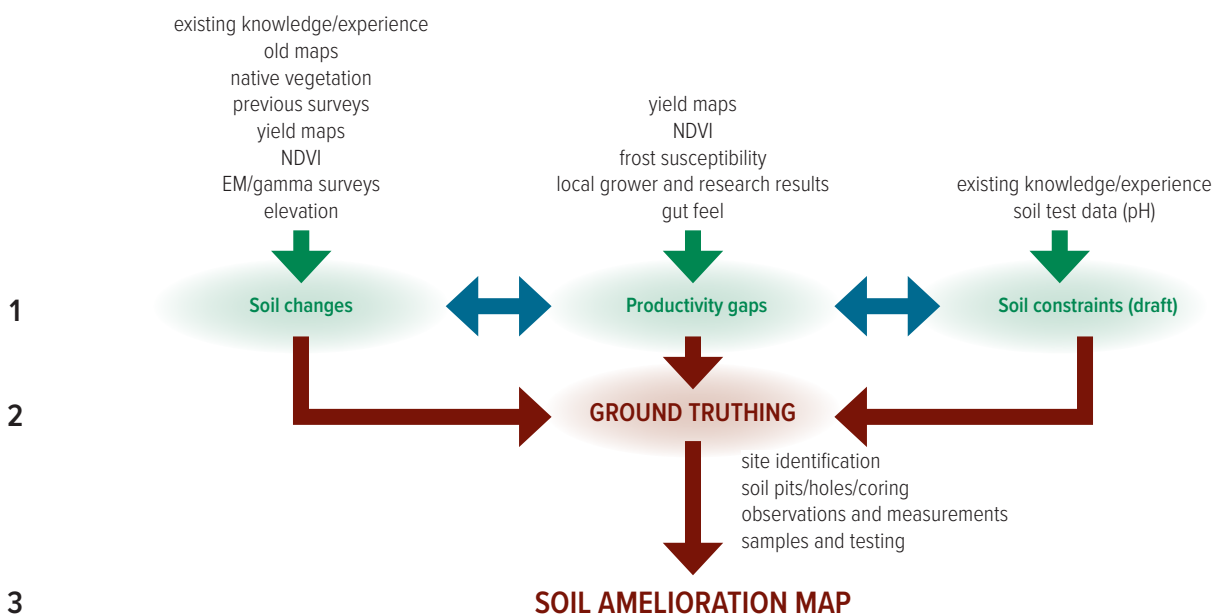 existing knowledge/experience
old maps
native vegetation
previous surveys
yield maps
NDVI
EM/gamma surveys
elevation
yield maps
NDVI
frost susceptibility
local grower and research results
gut feel
existing knowledge/experience
soil test data (pH)
1
Soil changes
Productivity gaps
Soil constraints (draft)
2
GROUND TRUTHING
site identification
soil pits/holes/coring
observations and measurements
samples and testing
3
SOIL AMELIORATION MAP